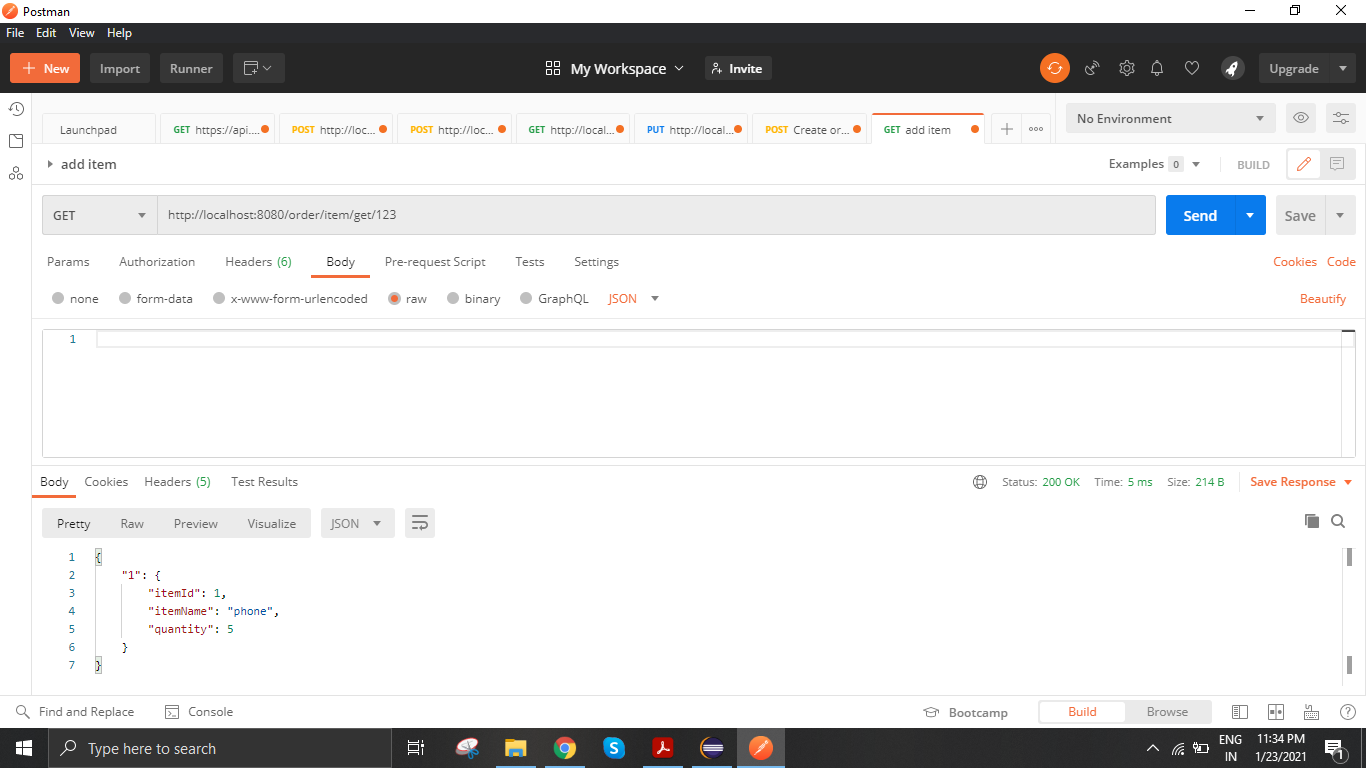 Postman
File Edit View Help
New Import Runner My Workspace Invite Upgrade
Launchpad GET https://api.... POST http://loc... POST http://loc... GET http://local... PUT http://local... POST Create or... GET add item No Environment
add item Examples 0 BUILD
GET http://localhost:8080/order/item/get/123 Send Save
Params Authorization Headers (6) Body Pre-request Script Tests Settings Cookies Code
none form-data x-www-form-urlencoded raw binary GraphQL JSON Beautify
1
Body Cookies Headers (5) Test Results Status: 200 OK Time: 5 ms Size: 214 B Save Response
Pretty Raw Preview Visualize JSON
1 {
2 "1": {
3 "itemId": 1,
4 "itemName": "phone",
5 "quantity": 5
6 }
7 }
Find and Replace Console Bootcamp Build Browse
Type here to search ENG 11:34 PM
IN 1/23/2021 1